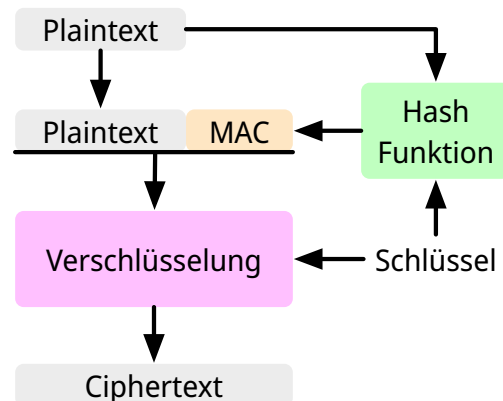 Plaintext
Plaintext MAC
Hash
Funktion
Verschlüsselung
Schlüssel
Ciphertext